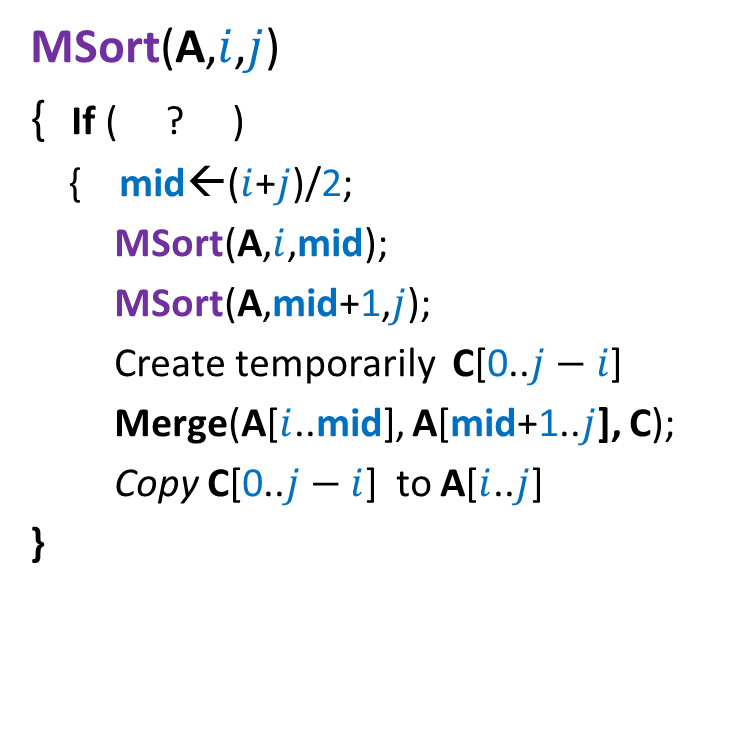 MSort(A,i,j)
{ If ( ? )
{ mid←(i+j)/2;
MSort(A,i,mid);
MSort(A,mid+1,j);
Create temporarily C[0..j − i]
Merge(A[i..mid], A[mid+1..j], C);
Copy C[0..j − i] to A[i..j]
}